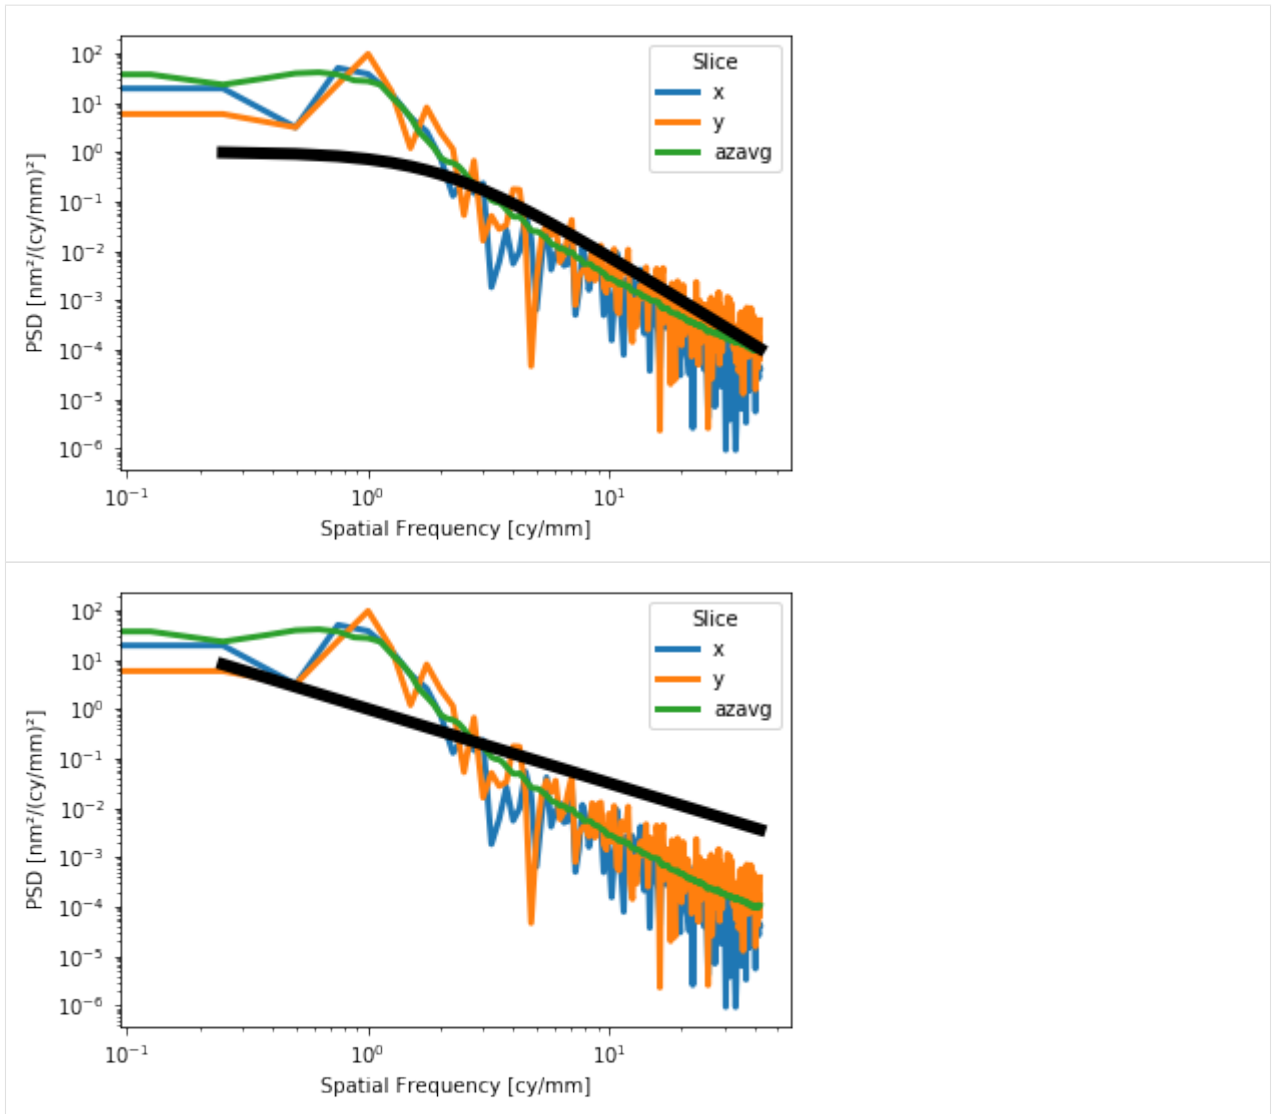 Slice
x
y
azavg
10²
10¹
10⁰
10⁻¹
10⁻²
10⁻³
10⁻⁴
10⁻⁵
10⁻⁶
PSD [nm²/(cy/mm)²]
10⁻¹ 10⁰ 10¹
Spatial Frequency [cy/mm]
Slice
x
y
azavg
10²
10¹
10⁰
10⁻¹
10⁻²
10⁻³
10⁻⁴
10⁻⁵
10⁻⁶
PSD [nm²/(cy/mm)²]
10⁻¹ 10⁰ 10¹
Spatial Frequency [cy/mm]